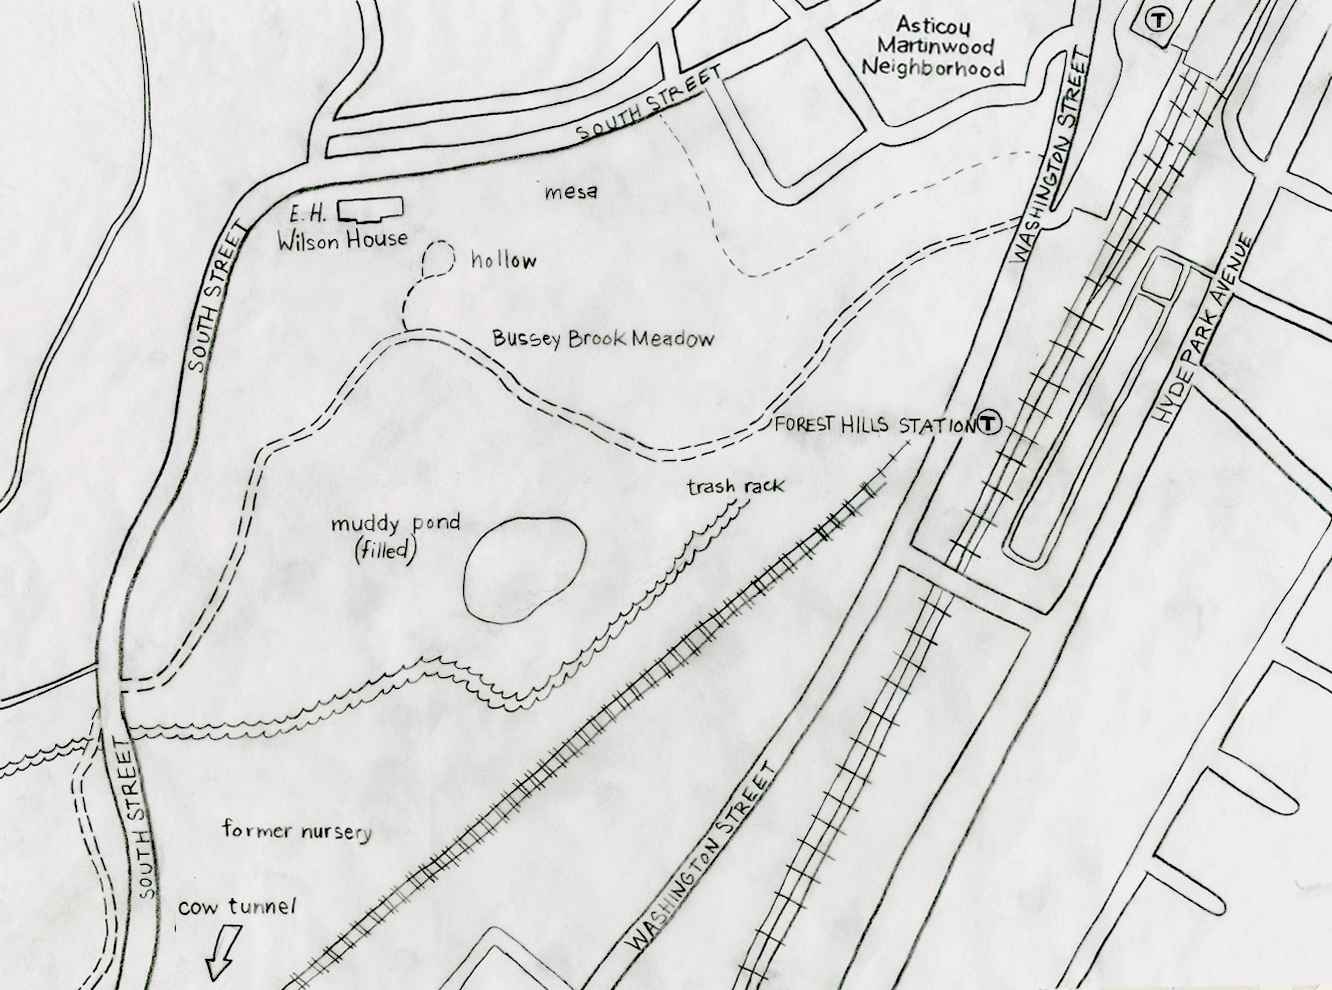 Asticou
Martinwood
Neighborhood
T
SOUTH STREET
WASHINGTON STREET
mesa
E. H.
Wilson House
hollow
SOUTH STREET
Bussey Brook Meadow
HYDE PARK AVENUE
FOREST HILLS STATION T
trash rack
muddy pond
(filled)
SOUTH STREET
former nursery
WASHINGTON STREET
cow tunnel